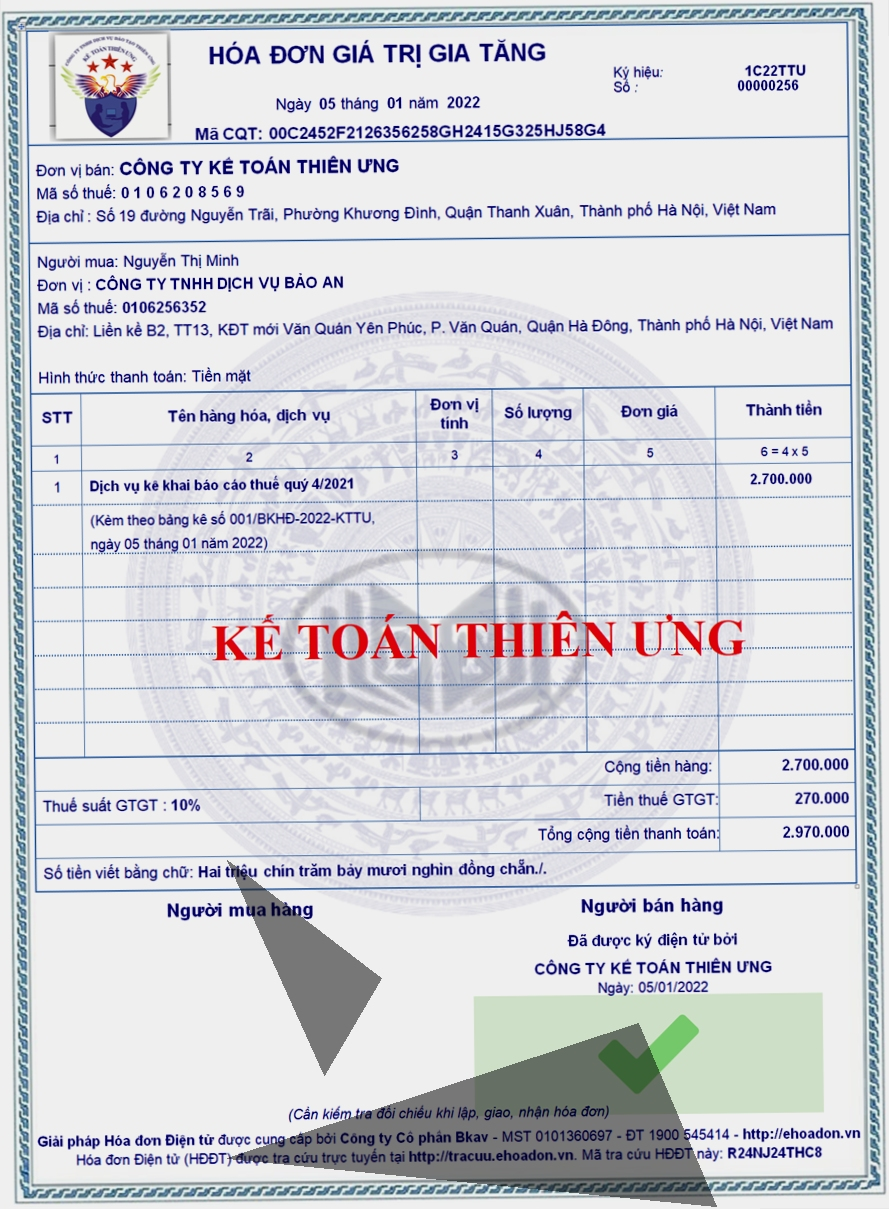 CÔNG TY TNHH DỊCH VỤ ĐÀO TẠO THIÊN ƯNG
KẾ TOÁN THIÊN ƯNG
HÓA ĐƠN GIÁ TRỊ GIA TĂNG
Ký hiệu: 1C22TTU
Số : 00000256
Ngày 05 tháng 01 năm 2022
Mã CQT: 00C2452F2126356258GH2415G325HJ58G4
Đơn vị bán: CÔNG TY KẾ TOÁN THIÊN ƯNG
Mã số thuế: 0 1 0 6 2 0 8 5 6 9
Địa chỉ : Số 19 đường Nguyễn Trãi, Phường Khương Đình, Quận Thanh Xuân, Thành phố Hà Nội, Việt Nam
Người mua: Nguyễn Thị Minh
Đơn vị : CÔNG TY TNHH DỊCH VỤ BẢO AN
Mã số thuế: 0106256352
Địa chỉ: Liền kề B2, TT13, KĐT mới Văn Quán Yên Phúc, P. Văn Quán, Quận Hà Đông, Thành phố Hà Nội, Việt Nam
Hình thức thanh toán: Tiền mặt
STT Tên hàng hóa, dịch vụ Đơn vị tính Số lượng Đơn giá Thành tiền
1 2 3 4 5 6 = 4 x 5
1 Dịch vụ kê khai báo cáo thuế quý 4/2021 2.700.000
(Kèm theo bảng kê số 001/BKHĐ-2022-KTTU,
ngày 05 tháng 01 năm 2022)
KẾ TOÁN THIÊN ƯNG
Cộng tiền hàng: 2.700.000
Thuế suất GTGT : 10% Tiền thuế GTGT: 270.000
Tổng cộng tiền thanh toán: 2.970.000
Số tiền viết bằng chữ: Hai triệu chín trăm bảy mươi nghìn đồng chẵn./.
Người mua hàng Người bán hàng
Đã được ký điện tử bởi
CÔNG TY KẾ TOÁN THIÊN ƯNG
Ngày: 05/01/2022
(Cần kiểm tra đối chiếu khi lập, giao, nhận hóa đơn)
Giải pháp Hóa đơn Điện tử được cung cấp bởi Công ty Cổ phần Bkav - MST 0101360697 - ĐT 1900 545414 - http://ehoadon.vn
Hóa đơn Điện tử (HĐĐT) được tra cứu trực tuyến tại http://tracuu.ehoadon.vn. Mã tra cứu HĐĐT này: R24NJ24THC8